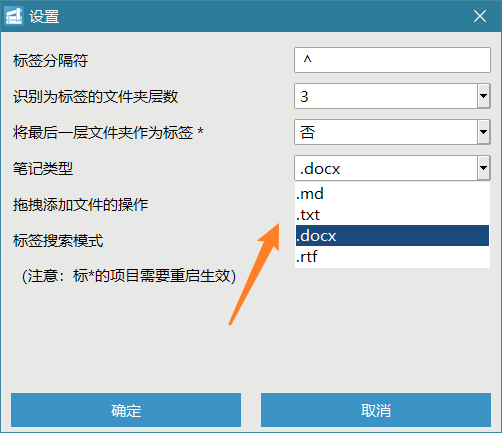 设置
标签分隔符 ^
识别为标签的文件夹层数 3
将最后一层文件夹作为标签 * 否
笔记类型 .docx
.md
拖拽添加文件的操作
.txt
标签搜索模式 .docx
.rtf
（注意：标*的项目需要重启生效）
确定 取消